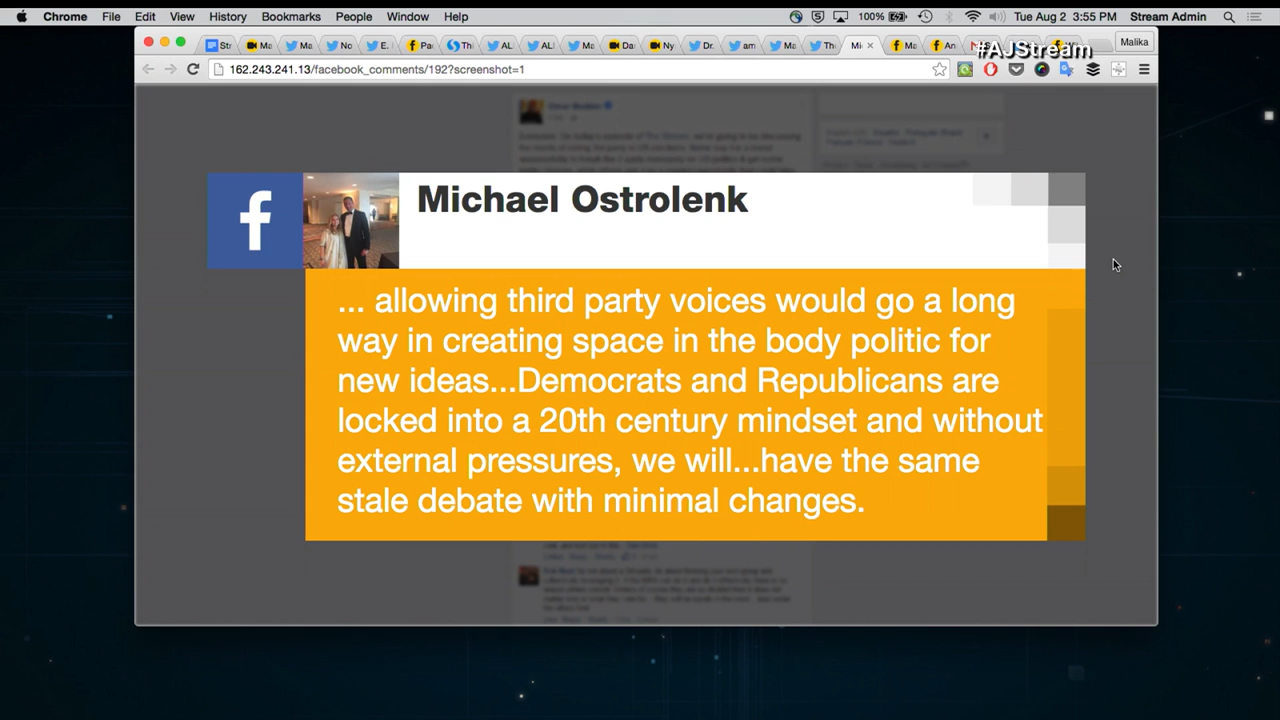 Chrome File Edit View History Bookmarks People Window Help 100% Tue Aug 2 3:55 PM Stream Admin
Malika
#AJStream
162.243.241.13/facebook_comments/192?screenshot=1
f
Michael Ostrolenk
... allowing third party voices would go a long
way in creating space in the body politic for
new ideas...Democrats and Republicans are
locked into a 20th century mindset and without
external pressures, we will...have the same
stale debate with minimal changes.